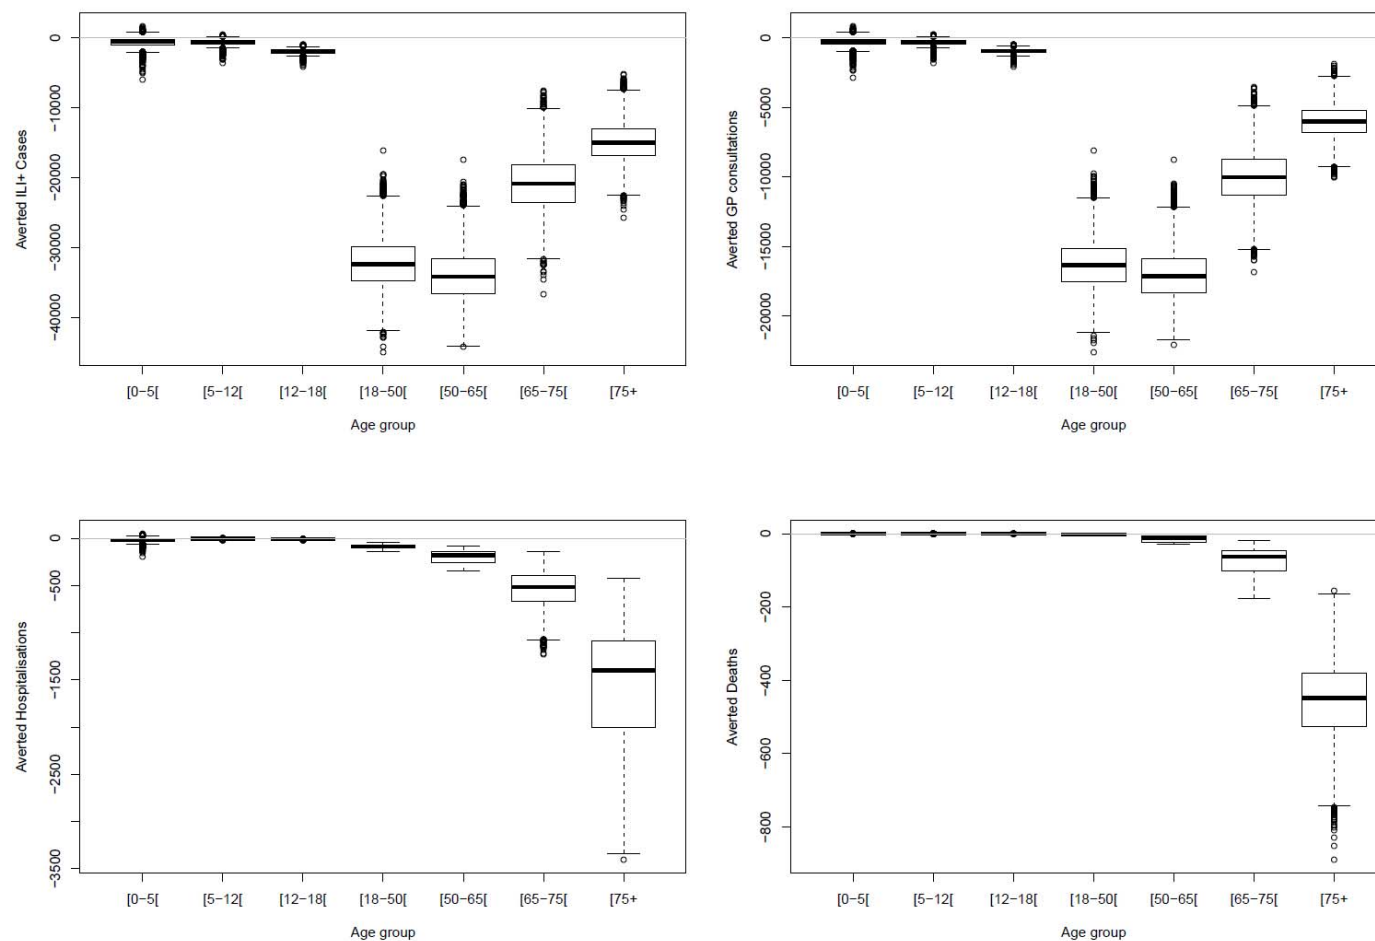 Averted ILI+ Cases
0
−10000
−20000
−30000
−40000
[0−5[ [5−12[ [12−18[ [18−50[ [50−65[ [65−75[ [75+
Age group
Averted GP consultations
0
−5000
−10000
−15000
−20000
[0−5[ [5−12[ [12−18[ [18−50[ [50−65[ [65−75[ [75+
Age group
Averted Hospitalisations
0
−500
−1500
−2500
−3500
[0−5[ [5−12[ [12−18[ [18−50[ [50−65[ [65−75[ [75+
Age group
Averted Deaths
0
−200
−400
−600
−800
[0−5[ [5−12[ [12−18[ [18−50[ [50−65[ [65−75[ [75+
Age group